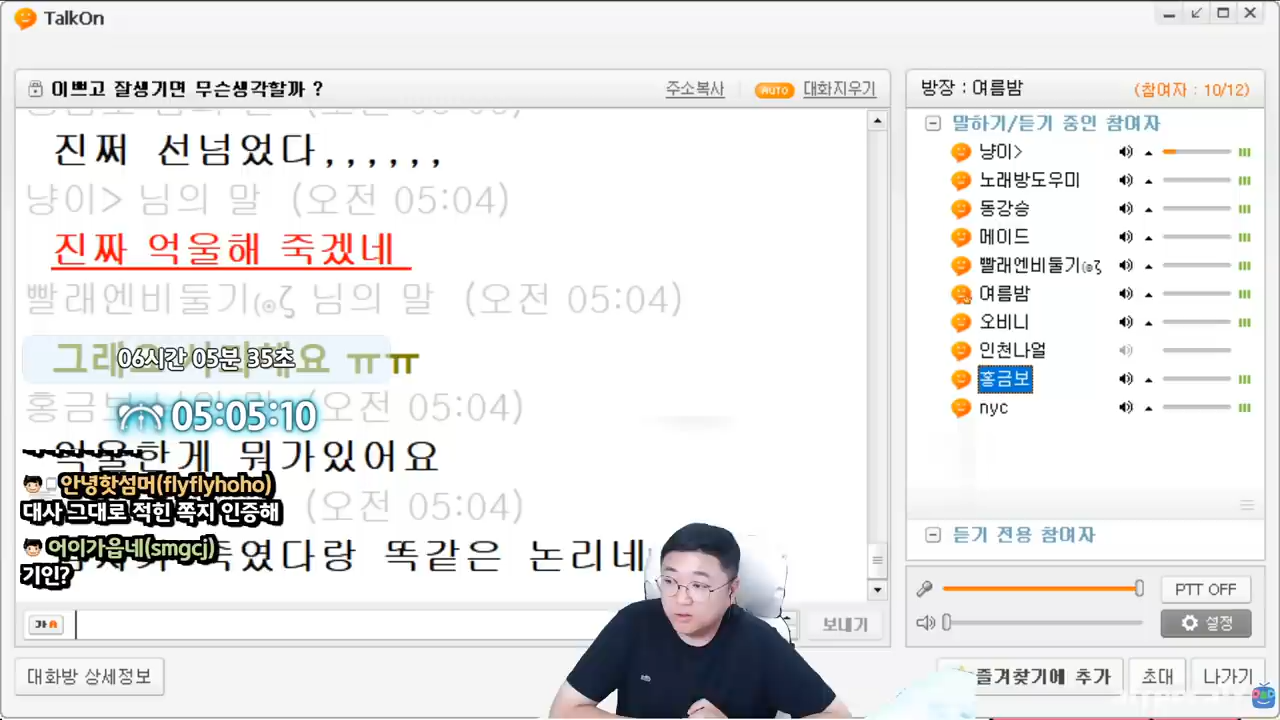 TalkOn
이쁘고 잘생기면 무슨생각할까 ?
주소복사
AUTO 대화지우기
진쩌 선넘었다,,,,,,
냥이> 님의 말 (오전 05:04)
진짜 억울해 죽겠네
빨래엔비둘기 님의 말 (오전 05:04)
06시간 05분 35초
ㅠㅠ
(오전 05:04)
05:05:10
억울한게 뭐가있어요
안녕핫섬머(flyflyhoho)
(오전 05:04)
대사 그대로 적힌 쪽지 인증해
어이가읍네(smgcj)
죽였다랑 똑같은 논리네
기인?
가A
보내기
대화방 상세정보
방장 : 여름밤
(참여자 : 10/12)
말하기/듣기 중인 참여자
냥이>
노래방도우미
동강승
메이드
빨래엔비둘기
여름밤
오비니
인천나얼
홍금보
nyc
듣기 전용 참여자
PTT OFF
설정
즐겨찾기에 추가
초대
나가기